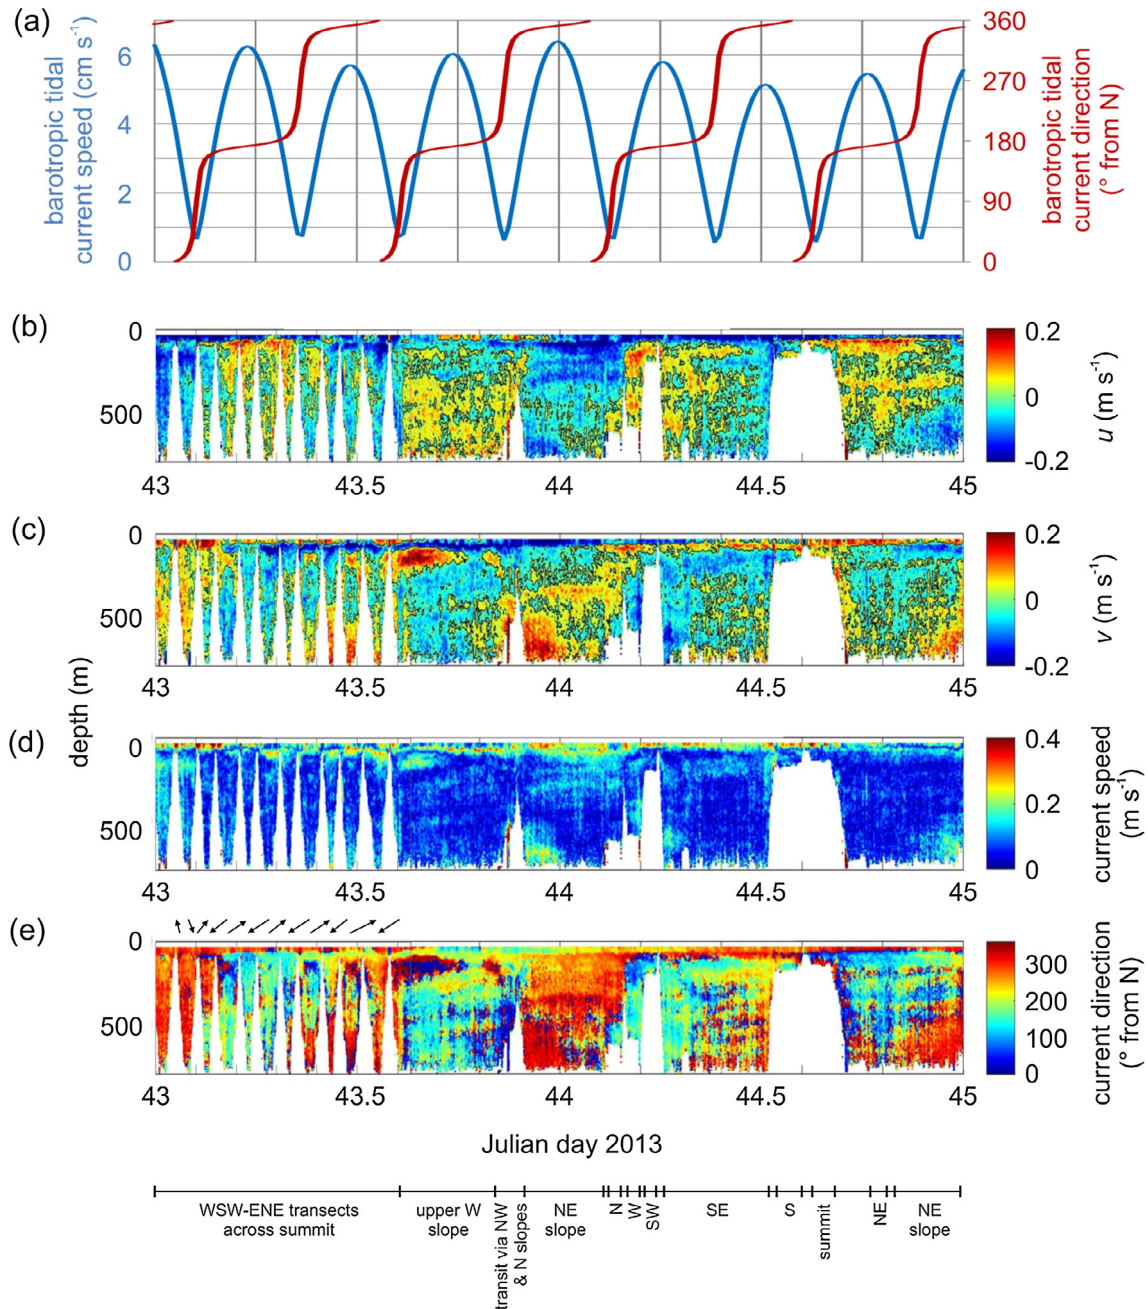 (a)
barotropic tidal
current speed (cm s-1)
6
4
2
0
360
270
180
90
0
barotropic tidal
current direction
(° from N)
(b)
0
500
43
43.5
44
44.5
45
0.2
0
-0.2
u (m s-1)
(c)
0
500
43
43.5
44
44.5
45
0.2
0
-0.2
v (m s-1)
depth (m)
(d)
0
500
43
43.5
44
44.5
45
0.4
0.2
0
current speed
(m s-1)
(e)
0
500
43
43.5
44
44.5
45
300
200
100
0
current direction
(° from N)
Julian day 2013
WSW-ENE transects
across summit
upper W
slope
transit via NW
& N slopes
NE
slope
N
W
SW
SE
S
summit
NE
NE
slope